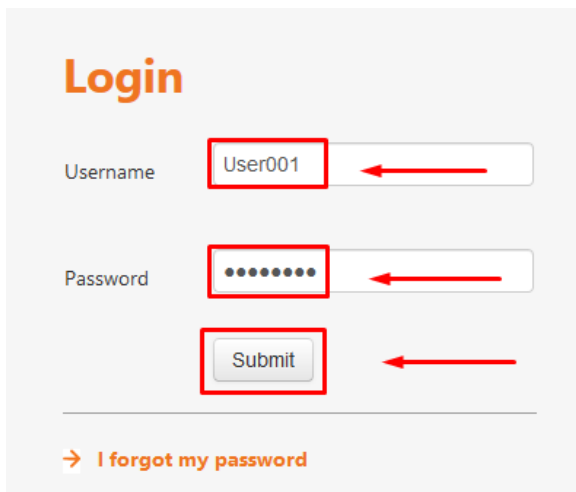 Login
Username User001
Password ••••••••
Submit
→ I forgot my password